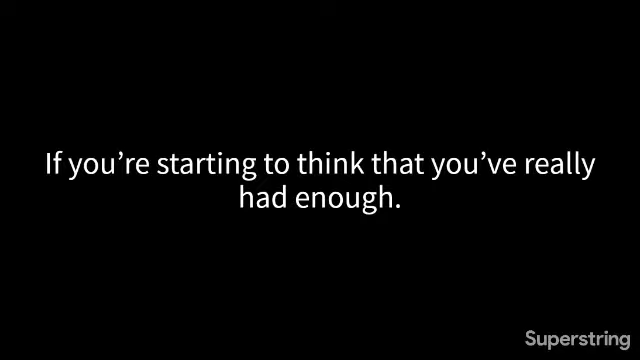 If you’re starting to think that you’ve really
had enough.
Superstring